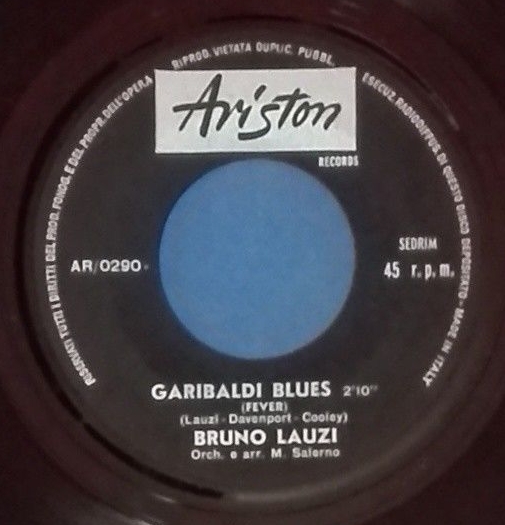 RISERVATI TUTTI I DIRITTI DEL PROD. FONOG. E DEL PROPR. DELL'OPERA
RIPROD. VIETATA DUPLIC. PUBBL.
ESECUZ. RADIODIFFUS. DI QUESTO DISCO DEPOSITATO - MADE IN ITALY
Ariston
RECORDS
SEDRIM
AR/0290-
45 r.p.m.
GARIBALDI BLUES 2'10"
(FEVER)
(Lauzi - Davenport - Cooley)
BRUNO LAUZI
Orch. e arr. M. Salerno